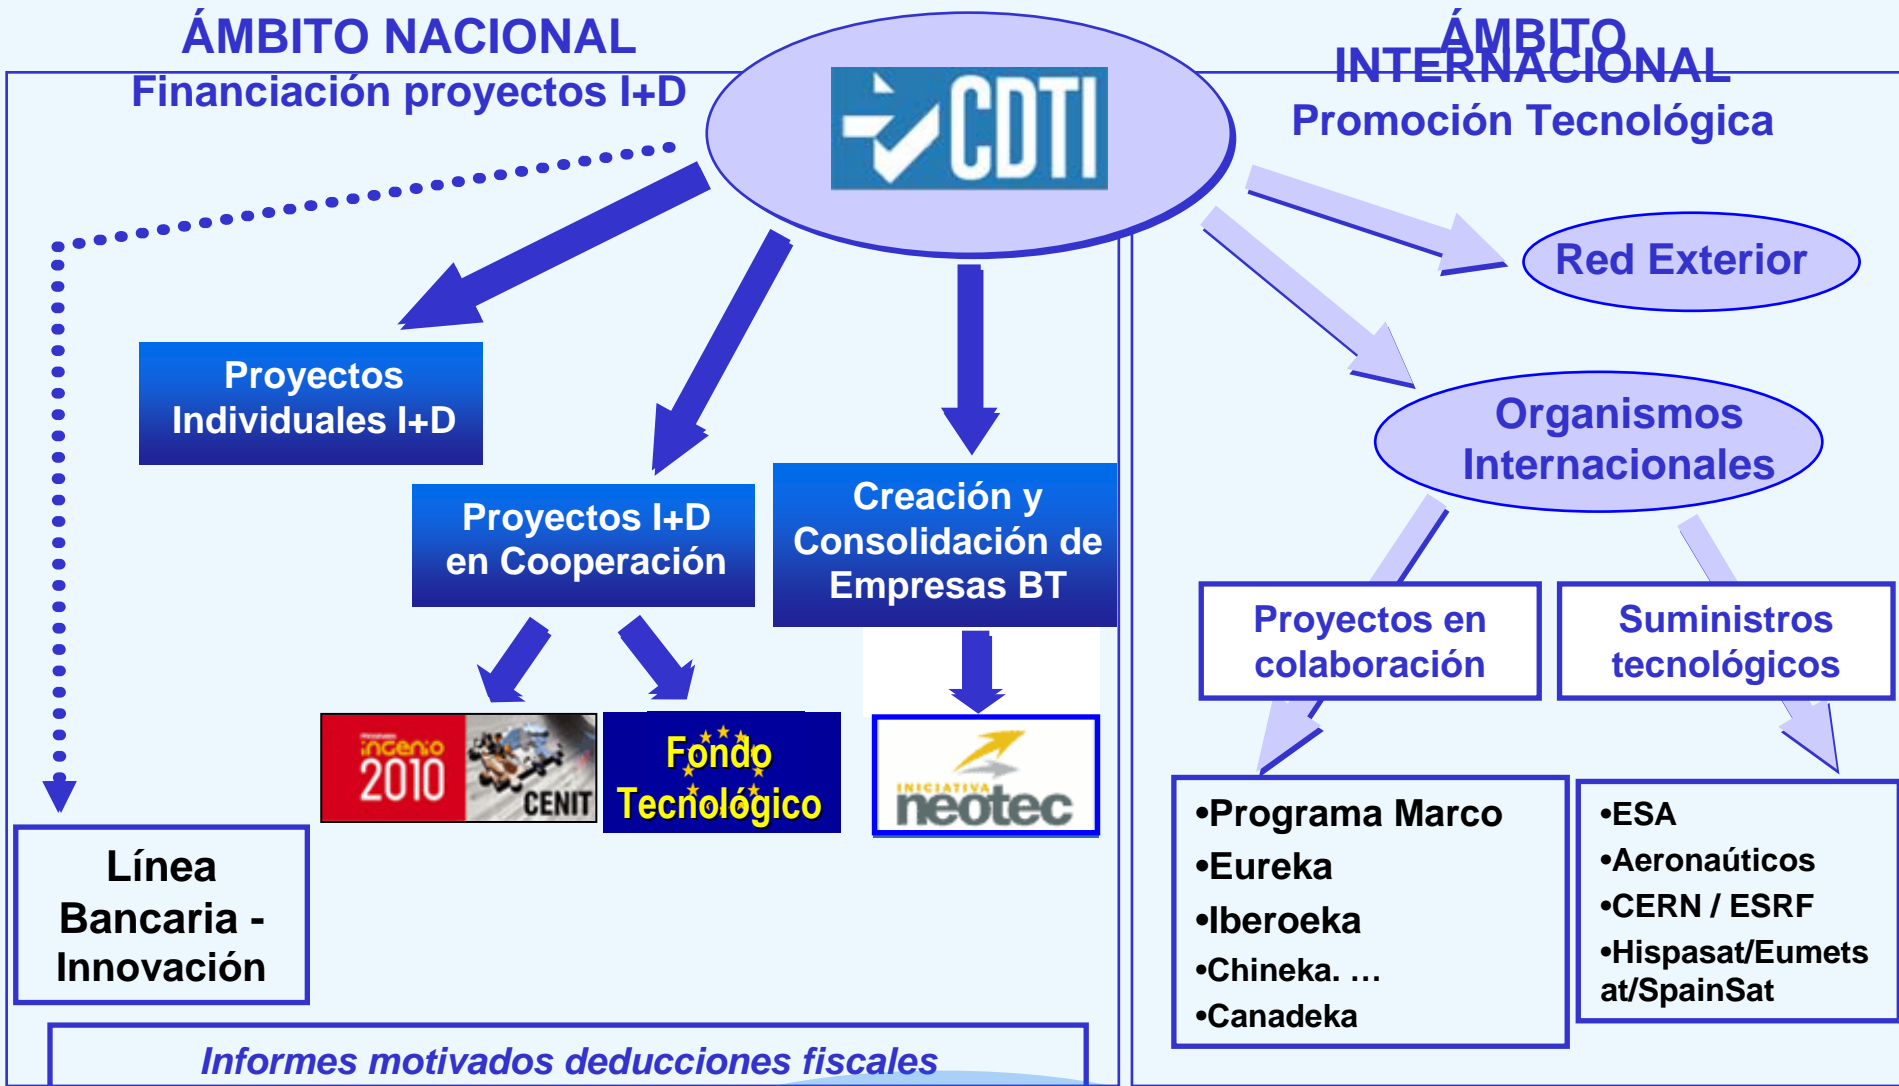 ÁMBITO NACIONAL
Financiación proyectos I+D
CDTI
ÁMBITO
INTERNACIONAL
Promoción Tecnológica
Red Exterior
Organismos
Internacionales
Proyectos
Individuales I+D
Proyectos I+D
en Cooperación
Creación y
Consolidación de
Empresas BT
Proyectos en
colaboración
Suministros
tecnológicos
PROGRAMA
ingenio
2010
CENIT
Fondo
Tecnológico
INICIATIVA
neotec
Línea
Bancaria -
Innovación
•Programa Marco
•Eureka
•Iberoeka
•Chineka. …
•Canadeka
•ESA
•Aeronaúticos
•CERN / ESRF
•Hispasat/Eumets
at/SpainSat
Informes motivados deducciones fiscales